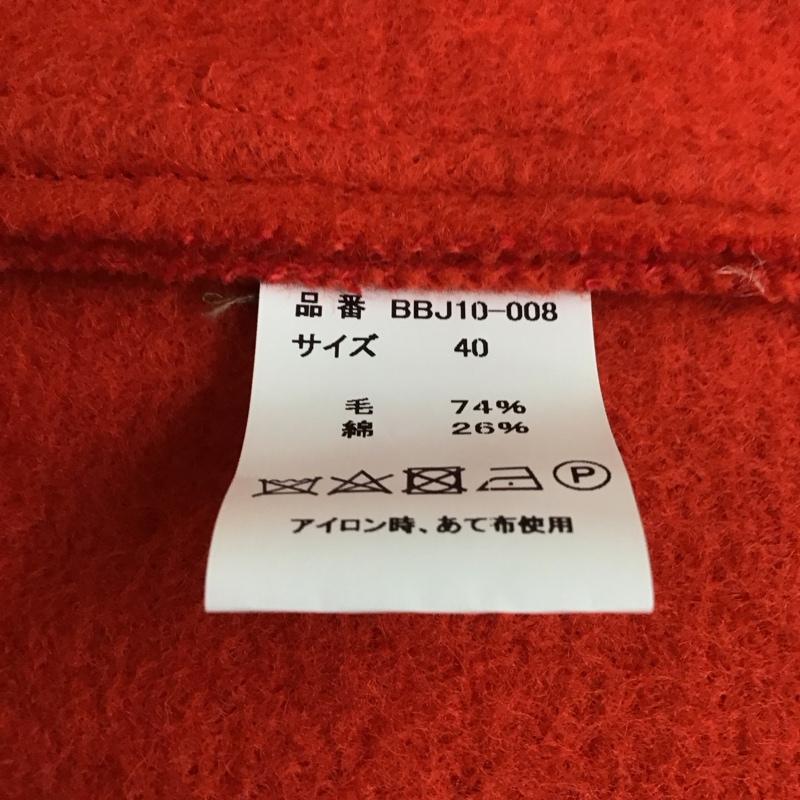 品番 BBJ10-008
サイズ 40
毛 74%
綿 26%
P
アイロン時、あて布使用